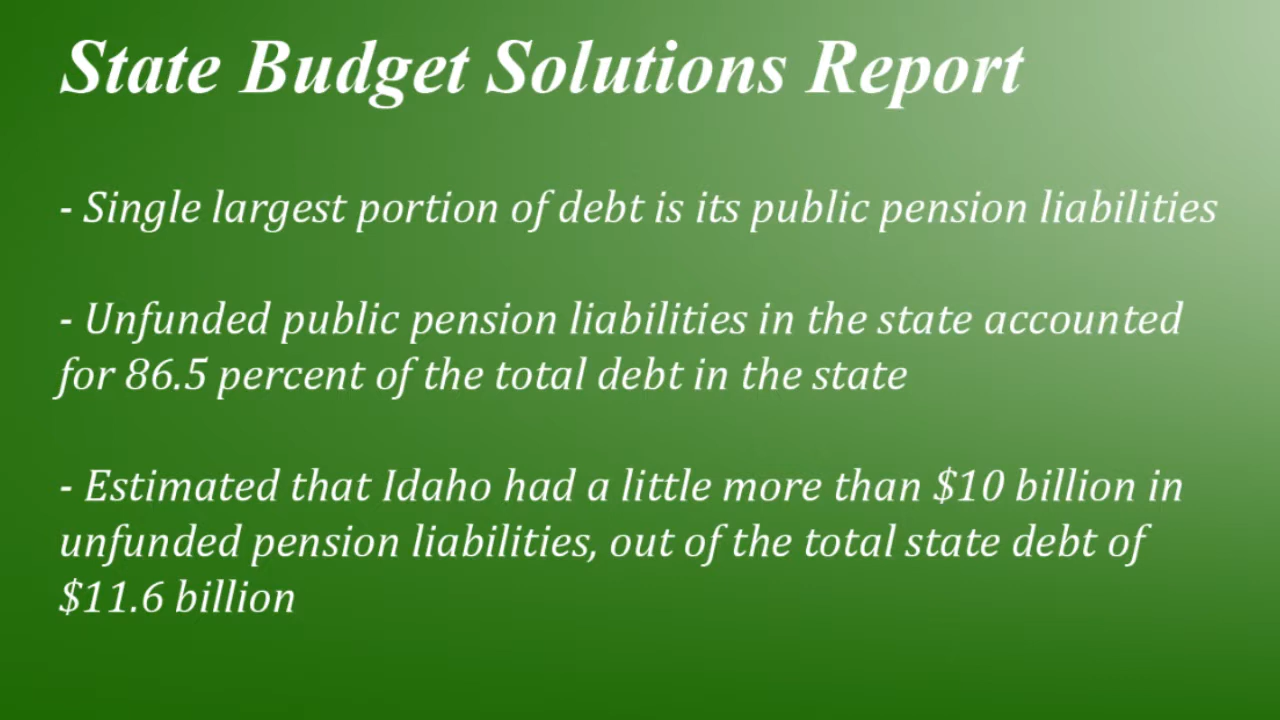 State Budget Solutions Report
- Single largest portion of debt is its public pension liabilities
- Unfunded public pension liabilities in the state accounted
for 86.5 percent of the total debt in the state
- Estimated that Idaho had a little more than $10 billion in
unfunded pension liabilities, out of the total state debt of
$11.6 billion